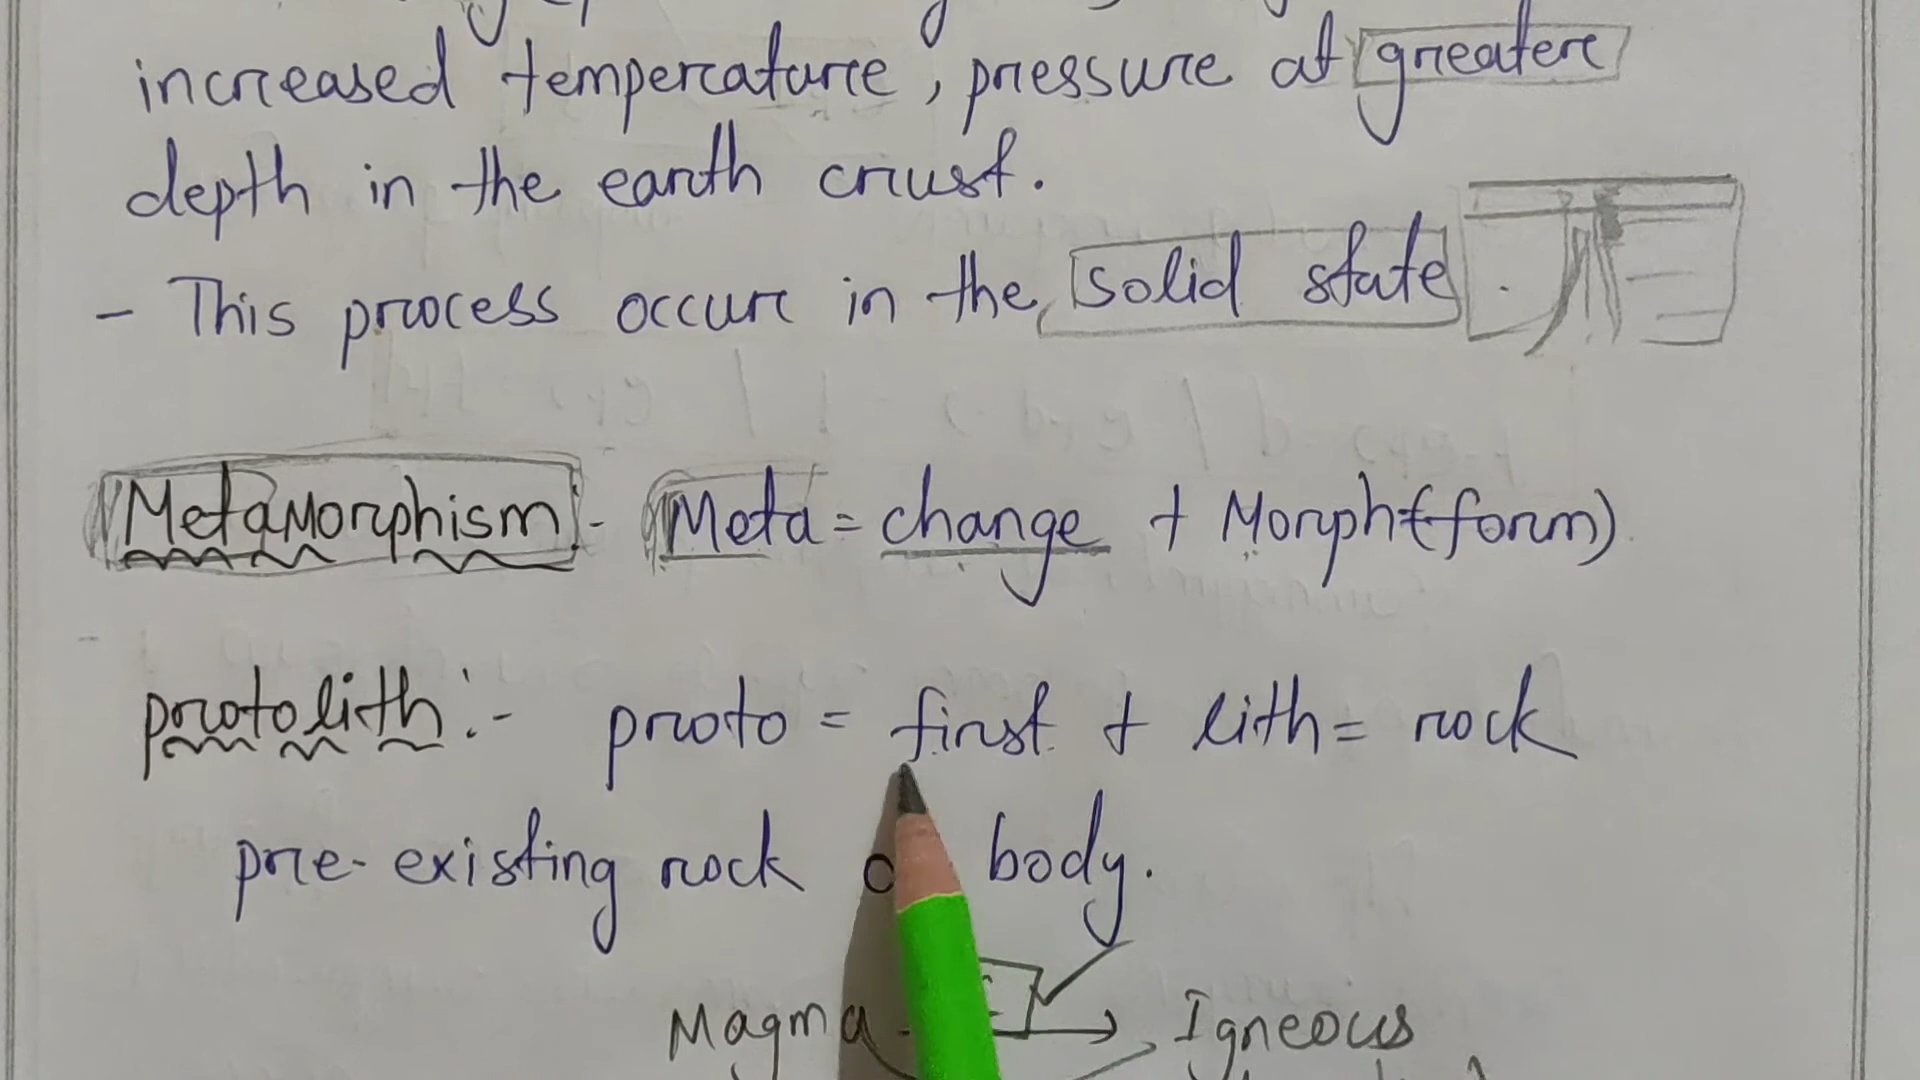 increased temperature, pressure at greater
depth in the earth crust.
- This process occur in the solid state.
Metamorphism:- Meta = change + Morph (form)
protolith :- proto = first + lith = rock
pre-existing rock body.
Magma → Igneous